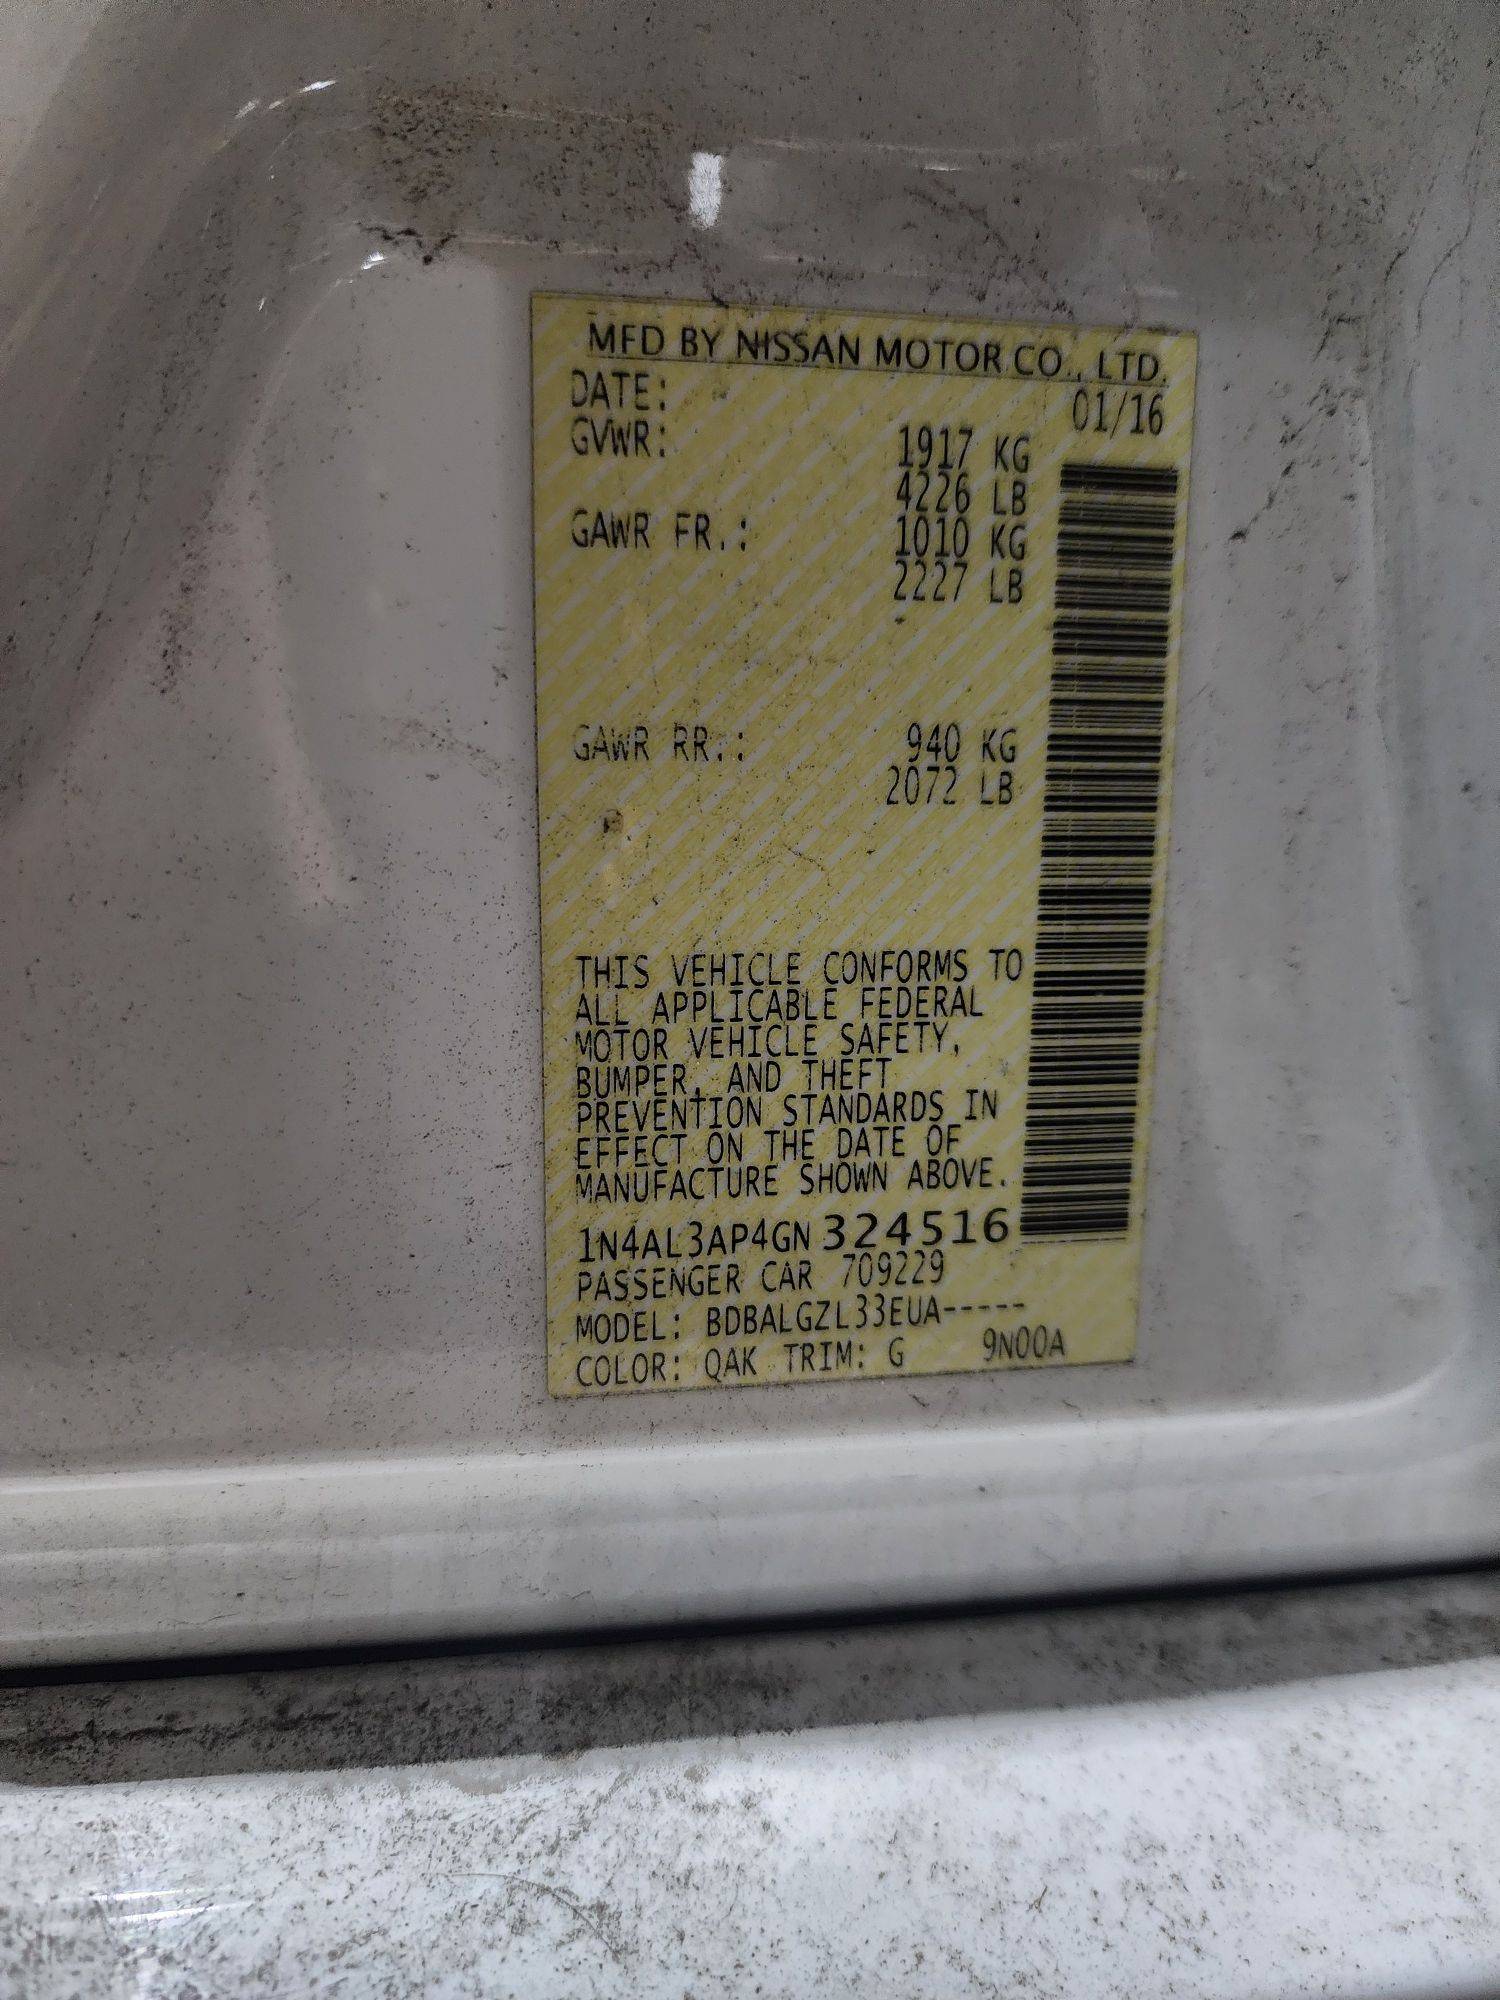 MFD BY NISSAN MOTOR CO., LTD.
DATE: 01/16
GVWR: 1917 KG
4226 LB
GAWR FR.: 1010 KG
2227 LB
GAWR RR.: 940 KG
2072 LB
THIS VEHICLE CONFORMS TO
ALL APPLICABLE FEDERAL
MOTOR VEHICLE SAFETY,
BUMPER, AND THEFT
PREVENTION STANDARDS IN
EFFECT ON THE DATE OF
MANUFACTURE SHOWN ABOVE.
1N4AL3AP4GN324516
PASSENGER CAR 709229
MODEL: BDBALGZL33EUA-----
COLOR: QAK TRIM: G 9N00A